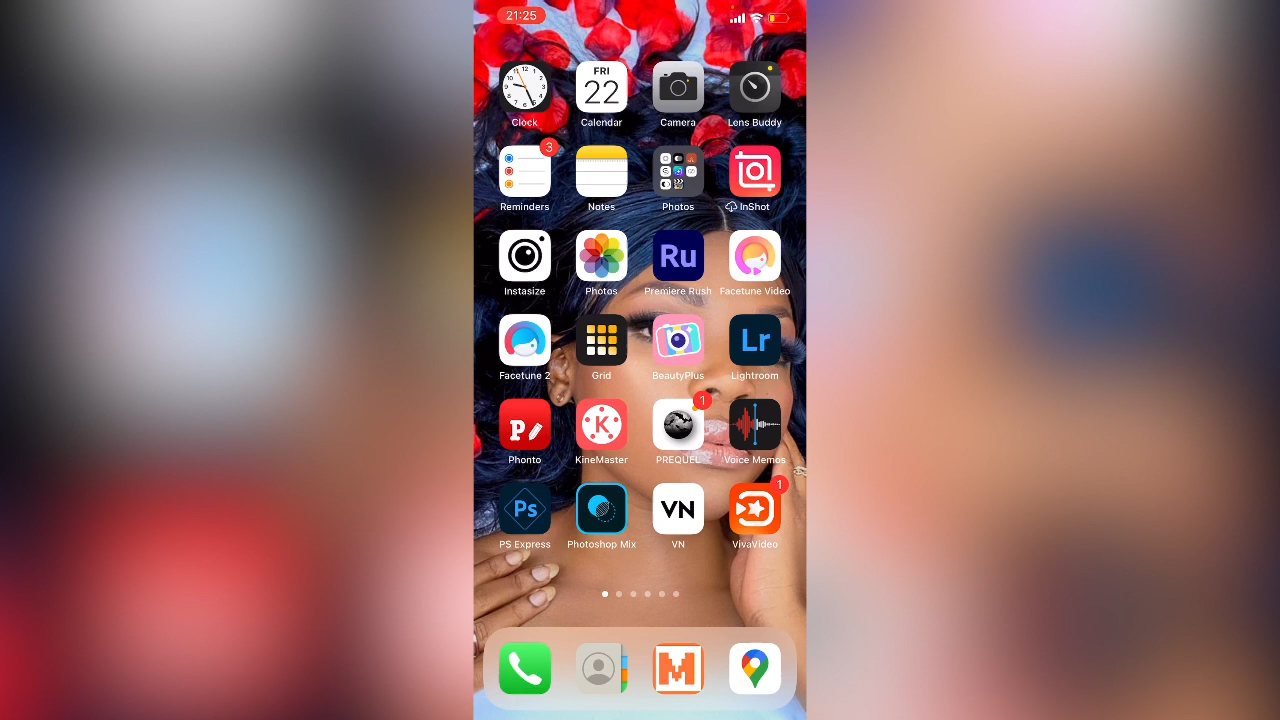 21:25
FRI
22
Clock
Calendar
Camera
Lens Buddy
3
Reminders
Notes
Photos
InShot
Ru
Instasize
Photos
Premiere Rush
Facetune Video
Lr
Facetune 2
Grid
BeautyPlus
Lightroom
P
K
1
Phonto
KineMaster
PREQUEL
Voice Memos
Ps
VN
1
PS Express
Photoshop Mix
VN
VivaVideo
M